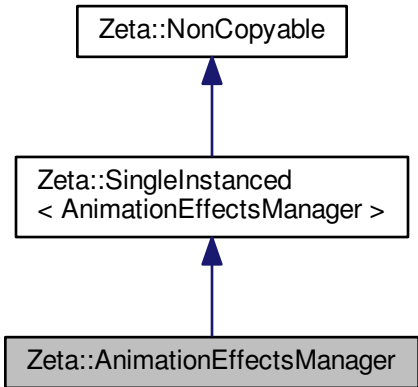 Zeta::NonCopyable
Zeta::SingleInstanced
< AnimationEffectsManager >
Zeta::AnimationEffectsManager